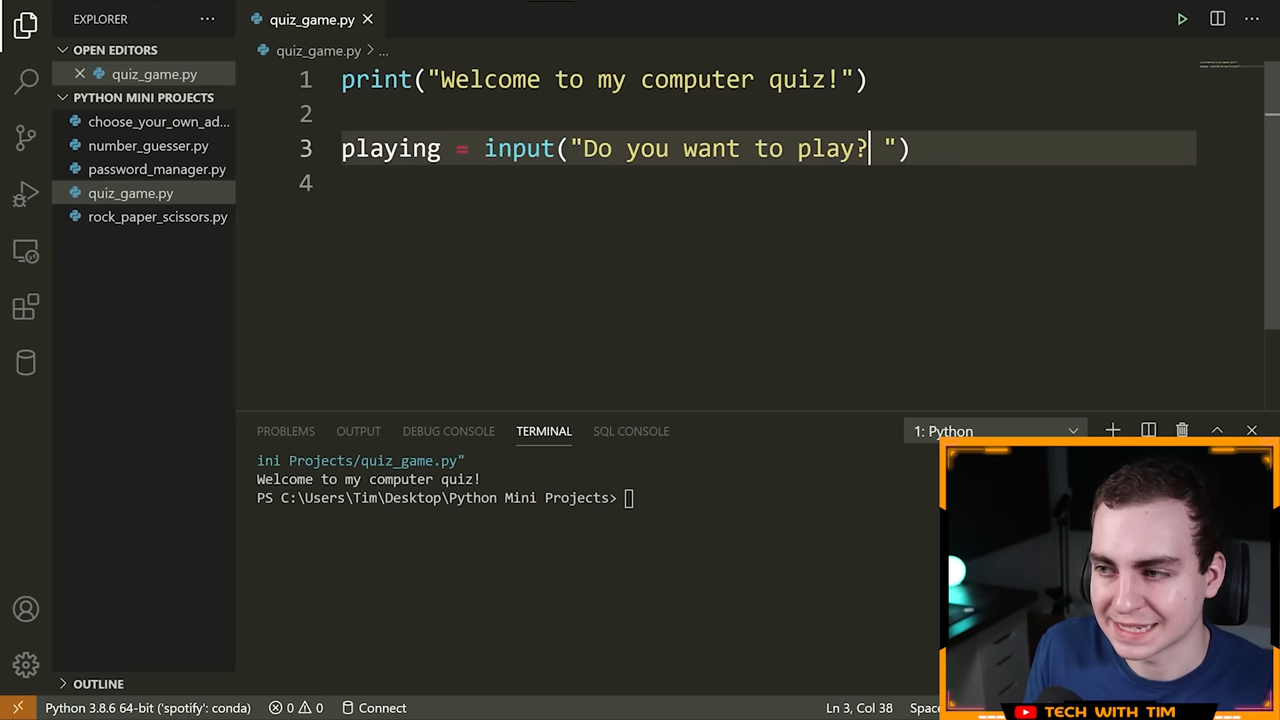 EXPLORER
quiz_game.py
OPEN EDITORS
quiz_game.py
PYTHON MINI PROJECTS
choose_your_own_ad...
number_guesser.py
password_manager.py
quiz_game.py
rock_paper_scissors.py
OUTLINE
quiz_game.py > ...
1 print("Welcome to my computer quiz!")
2
3 playing = input("Do you want to play? ")
4
PROBLEMS OUTPUT DEBUG CONSOLE TERMINAL SQL CONSOLE 1: Python
ini Projects/quiz_game.py"
Welcome to my computer quiz!
PS C:\Users\Tim\Desktop\Python Mini Projects>
Python 3.8.6 64-bit ('spotify': conda) 0 0 Connect Ln 3, Col 38
TECH WITH TIM